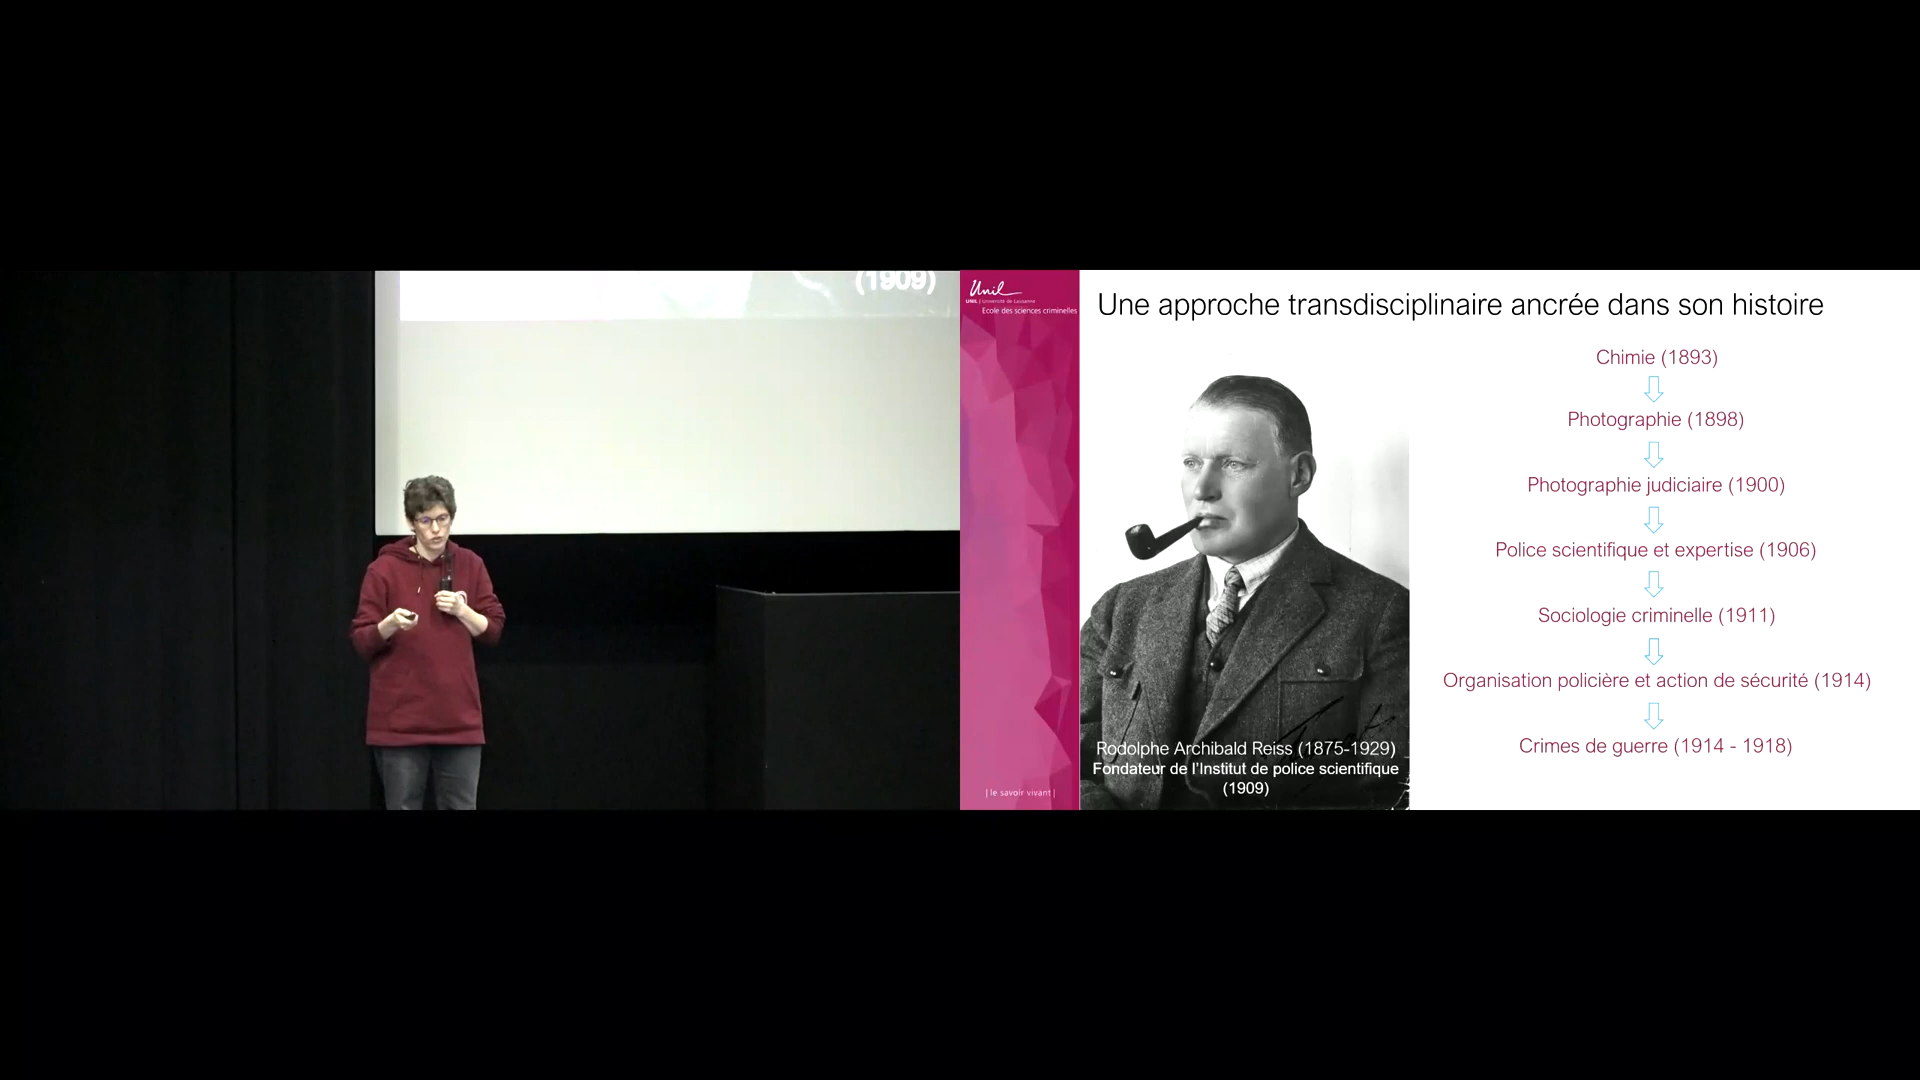 (1909)
Unil
UNIL | Université de Lausanne
Ecole des sciences criminelles
Une approche transdisciplinaire ancrée dans son histoire
Chimie (1893)
Photographie (1898)
Photographie judiciaire (1900)
Police scientifique et expertise (1906)
Sociologie criminelle (1911)
Organisation policière et action de sécurité (1914)
Crimes de guerre (1914 - 1918)
Rodolphe Archibald Reiss (1875-1929)
Fondateur de l'Institut de police scientifique
(1909)
| le savoir vivant |